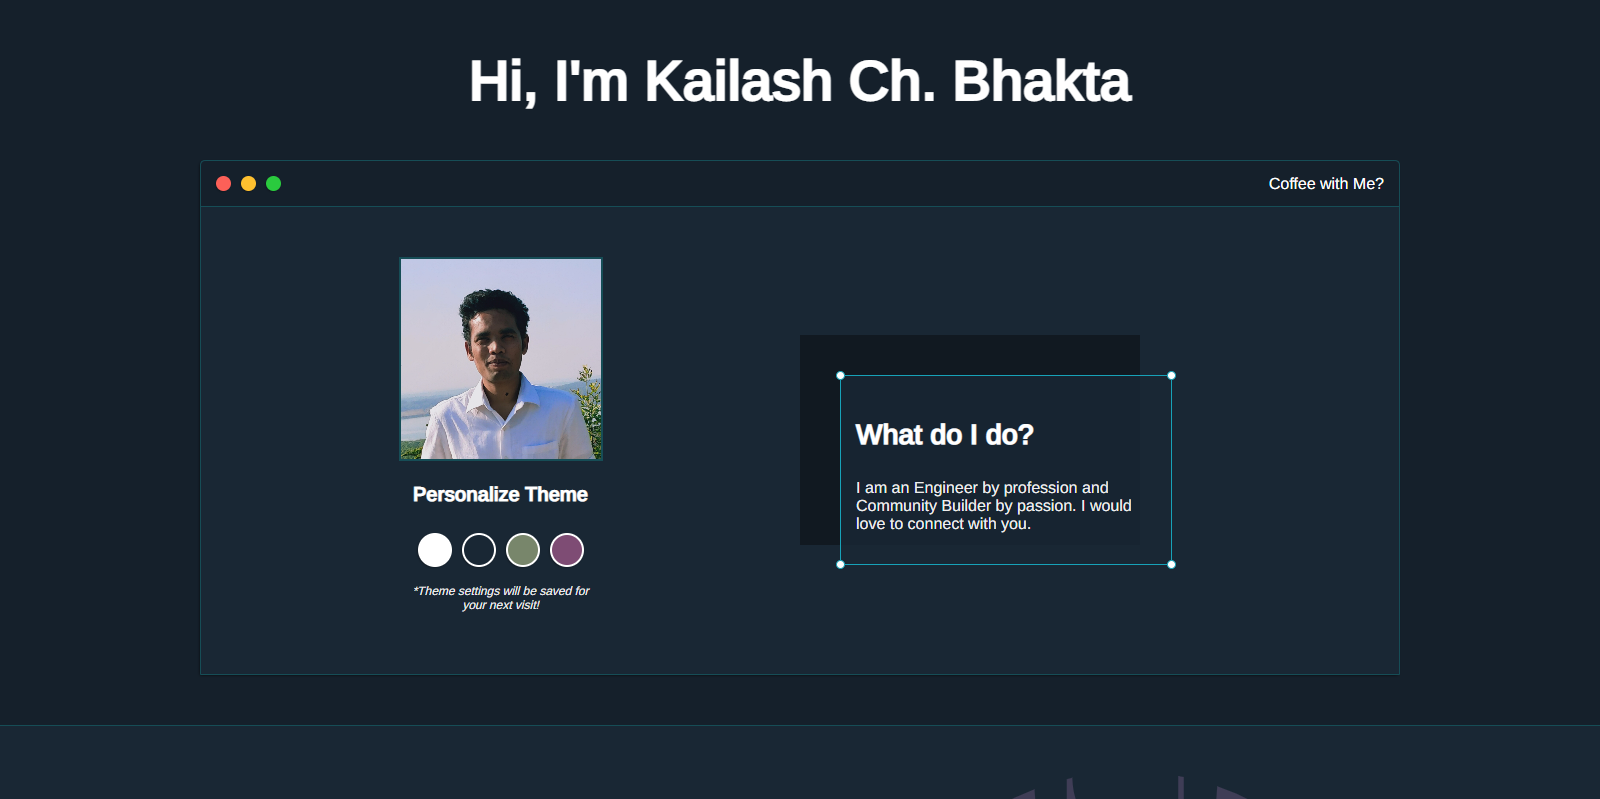 Hi, I'm Kailash Ch. Bhakta
Coffee with Me?
Personalize Theme
*Theme settings will be saved for
your next visit!
What do I do?
I am an Engineer by profession and
Community Builder by passion. I would
love to connect with you.